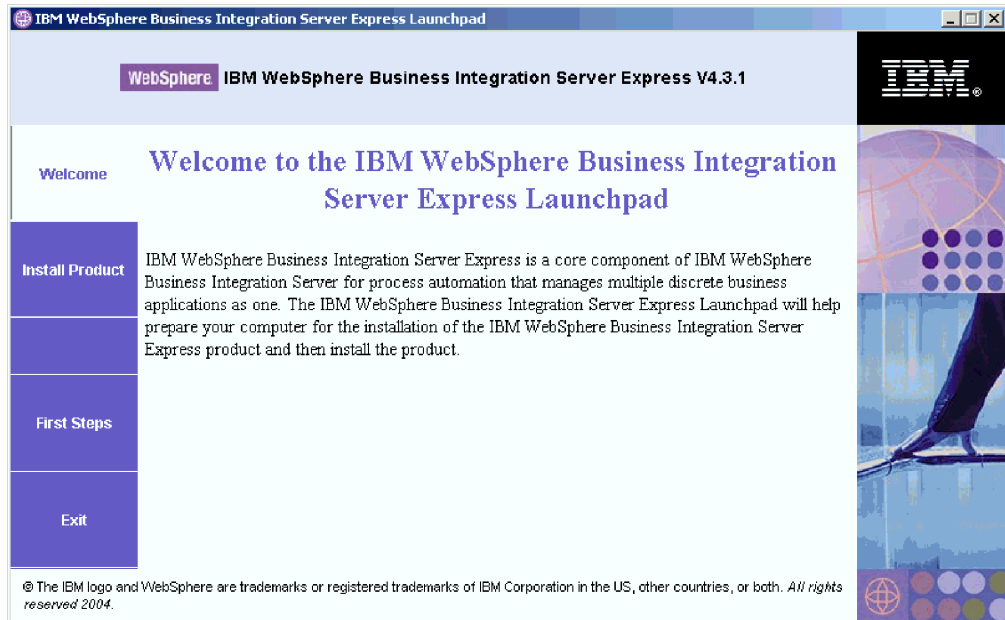 IBM WebSphere Business Integration Server Express Launchpad
WebSphere. IBM WebSphere Business Integration Server Express V4.3.1
IBM®
Welcome
Welcome to the IBM WebSphere Business Integration
Server Express Launchpad
Install Product
IBM WebSphere Business Integration Server Express is a core component of IBM WebSphere
Business Integration Server for process automation that manages multiple discrete business
applications as one. The IBM WebSphere Business Integration Server Express Launchpad will help
prepare your computer for the installation of the IBM WebSphere Business Integration Server
Express product and then install the product.
First Steps
Exit
© The IBM logo and WebSphere are trademarks or registered trademarks of IBM Corporation in the US, other countries, or both. All rights
reserved 2004.